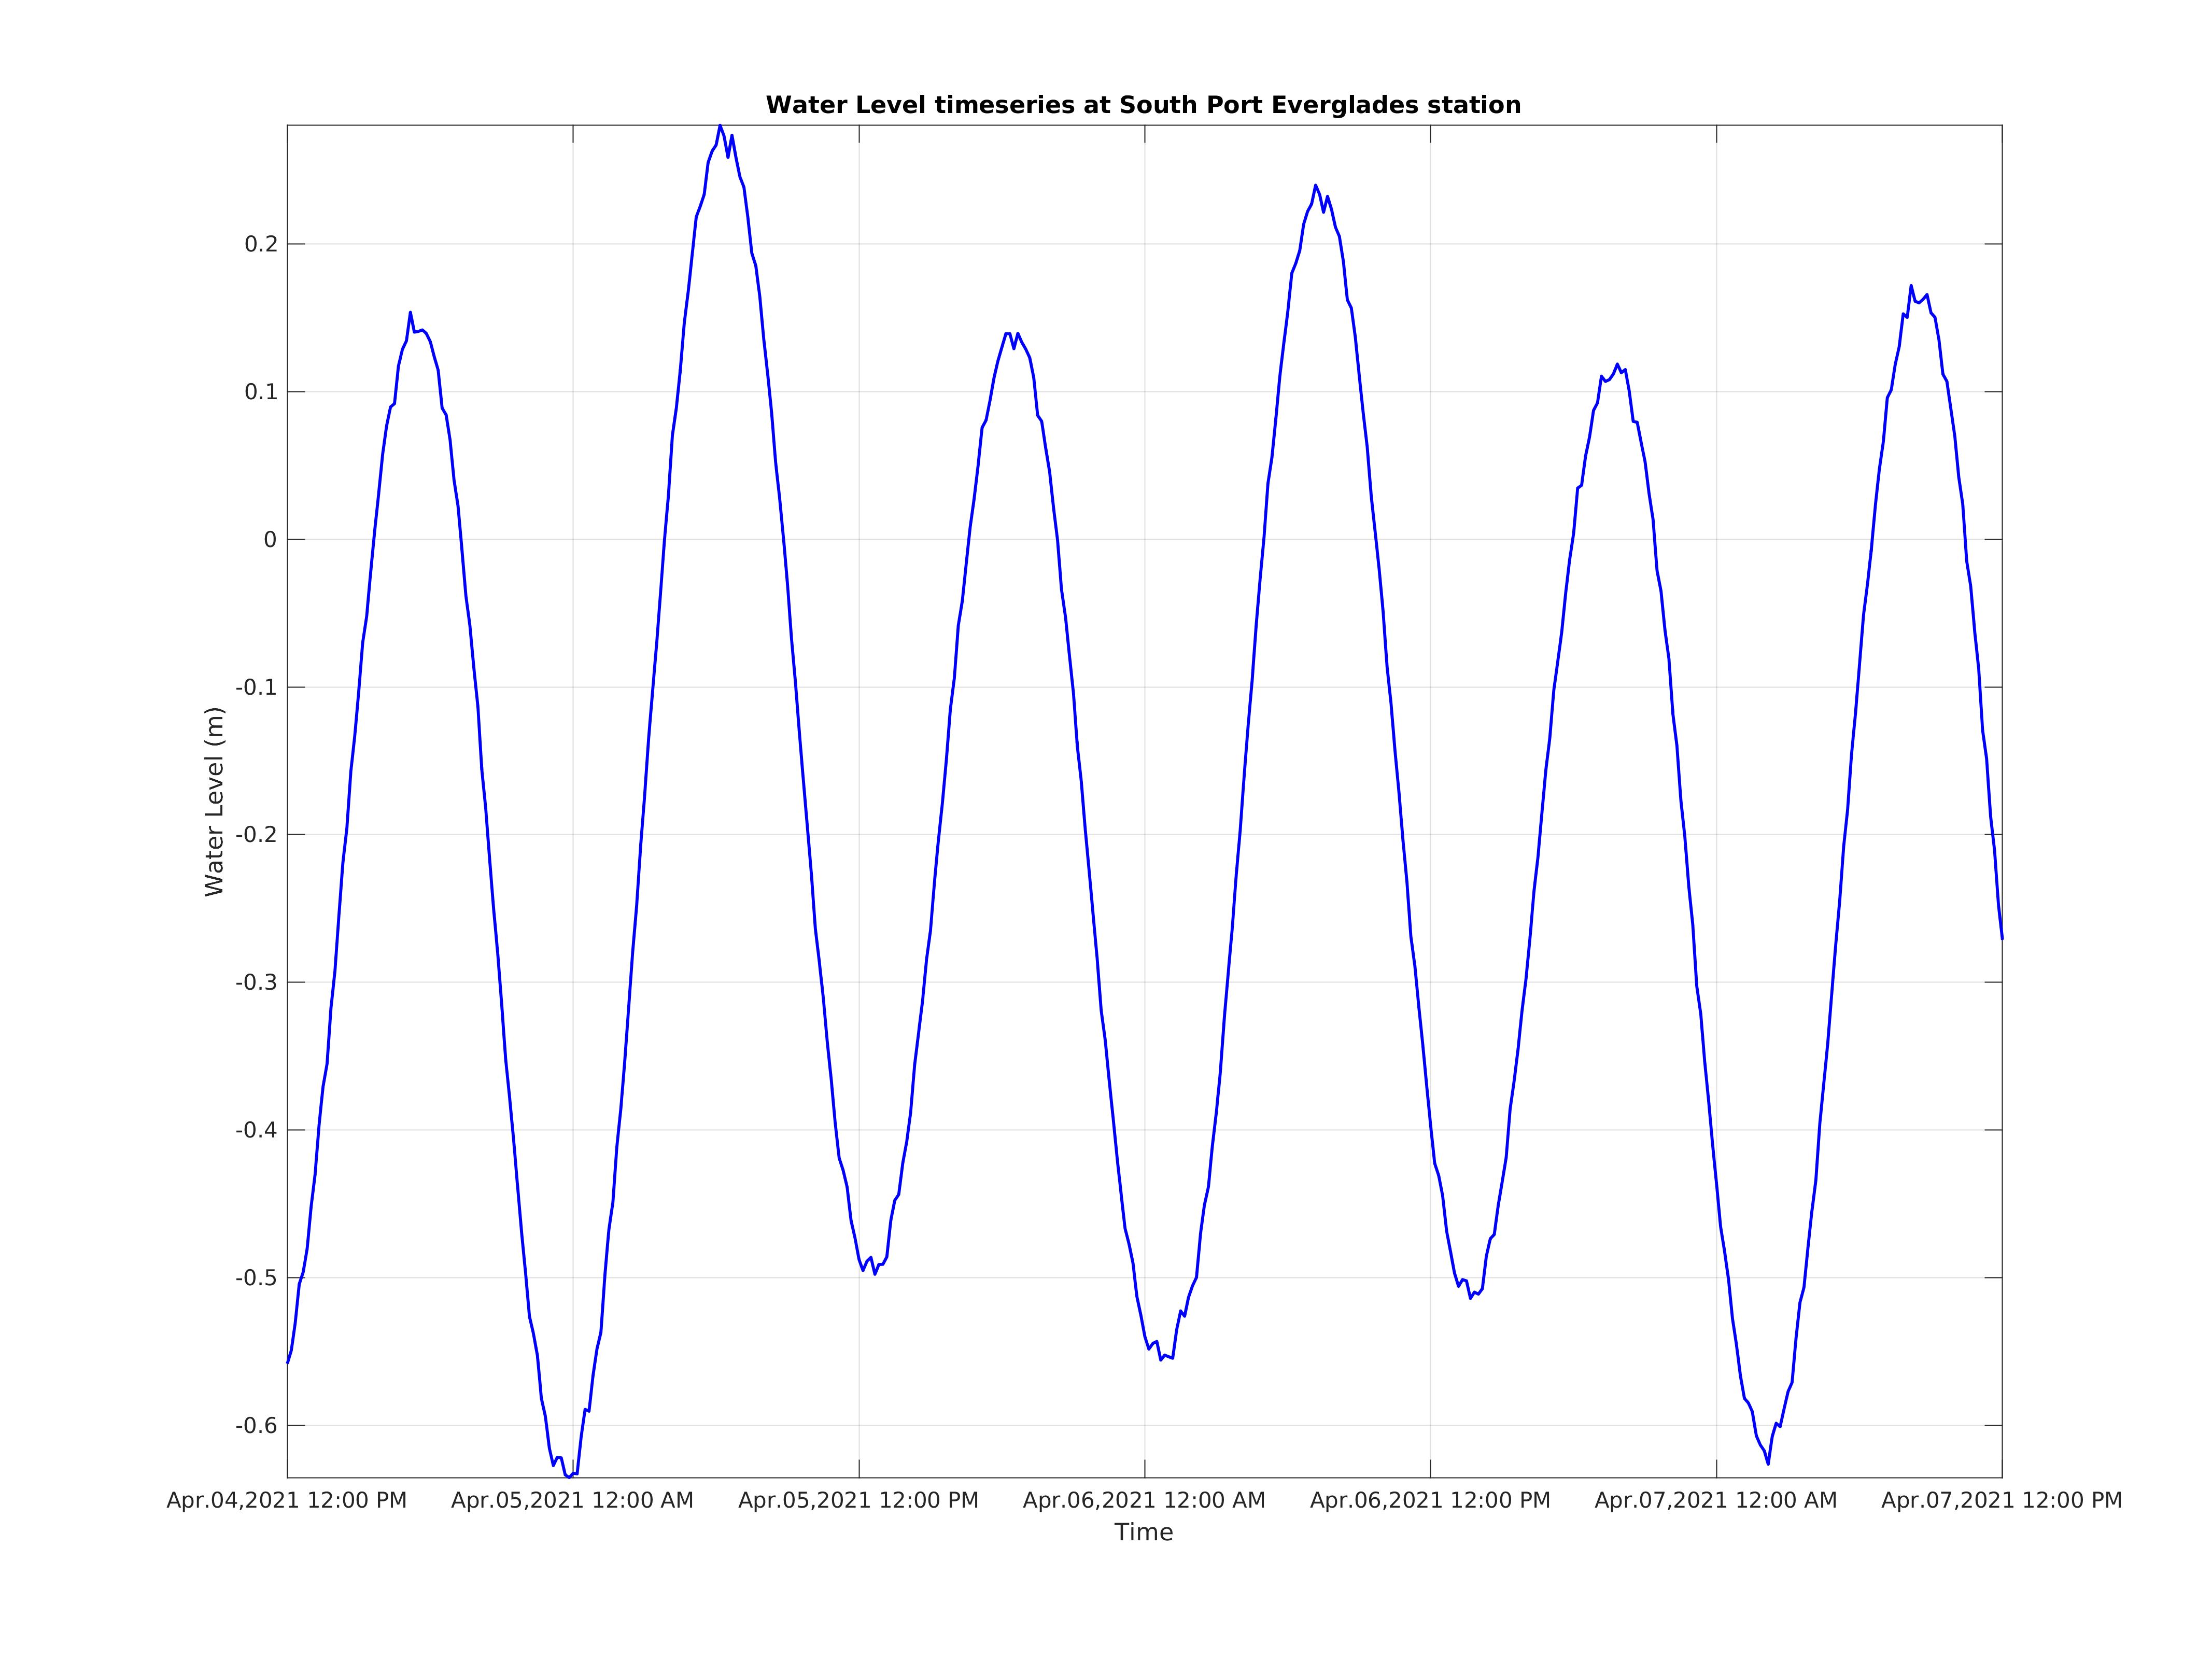 Water Level timeseries at South Port Everglades station
0.2
0.1
0
-0.1
-0.2
-0.3
-0.4
-0.5
-0.6
Water Level (m)
Apr.04,2021 12:00 PM Apr.05,2021 12:00 AM Apr.05,2021 12:00 PM Apr.06,2021 12:00 AM Apr.06,2021 12:00 PM Apr.07,2021 12:00 AM Apr.07,2021 12:00 PM
Time